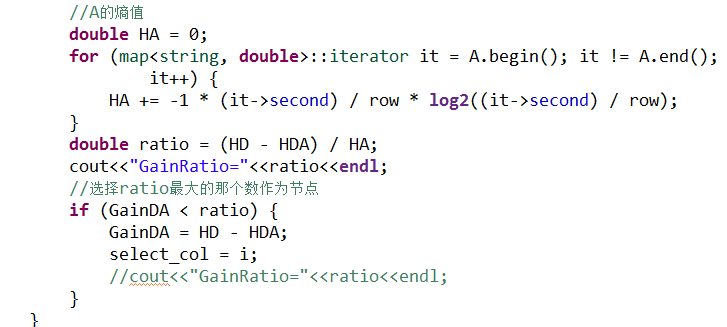 //A的熵值
double HA = 0;
for (map<string, double>::iterator it = A.begin(); it != A.end();
it++) {
HA += -1 * (it->second) / row * log2((it->second) / row);
}
double ratio = (HD - HDA) / HA;
cout<<"GainRatio="<<ratio<<endl;
//选择ratio最大的那个数作为节点
if (GainDA < ratio) {
GainDA = HD - HDA;
select_col = i;
//cout<<"GainRatio="<<ratio<<endl;
}
}